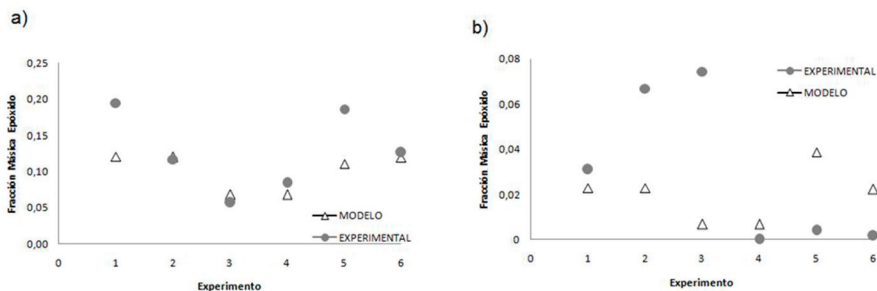 a)
Fracción Másica Epóxido
0,25
0,20
0,15
0,10
0,05
0,00
0
1
2
3
4
5
6
Experimento
MODELO
EXPERIMENTAL
b)
Fracción Másica Epóxido
0,08
0,06
0,04
0,02
0
0
1
2
3
4
5
6
Experimento
EXPERIMENTAL
MODELO